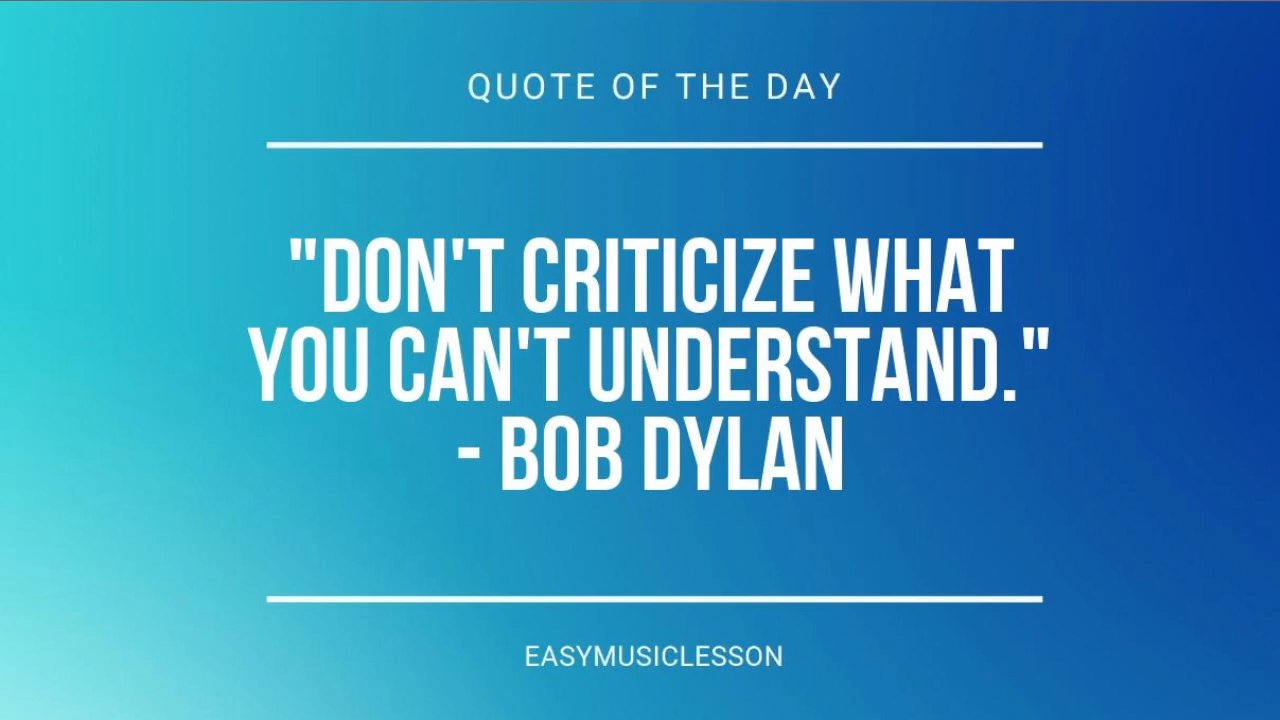 QUOTE OF THE DAY
"DON'T CRITICIZE WHAT
YOU CAN'T UNDERSTAND."
- BOB DYLAN
EASYMUSICLESSON